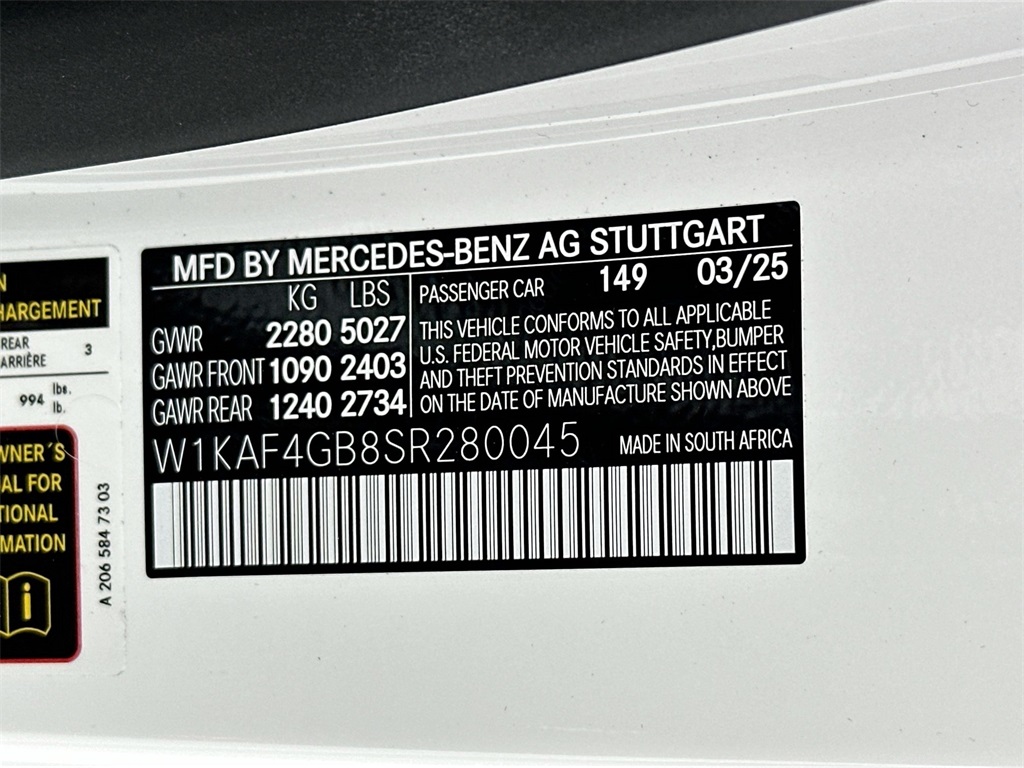 N
HARGEMENT
REAR
ARRIÈRE 3
994 lbs.
lb.
WNER´S
AL FOR
TIONAL
MATION
i
A 206 584 73 03
MFD BY MERCEDES-BENZ AG STUTTGART
KG LBS
GVWR 2280 5027
GAWR FRONT 1090 2403
GAWR REAR 1240 2734
PASSENGER CAR 149 03/25
THIS VEHICLE CONFORMS TO ALL APPLICABLE
U.S. FEDERAL MOTOR VEHICLE SAFETY,BUMPER
AND THEFT PREVENTION STANDARDS IN EFFECT
ON THE DATE OF MANUFACTURE SHOWN ABOVE
W1KAF4GB8SR280045 MADE IN SOUTH AFRICA